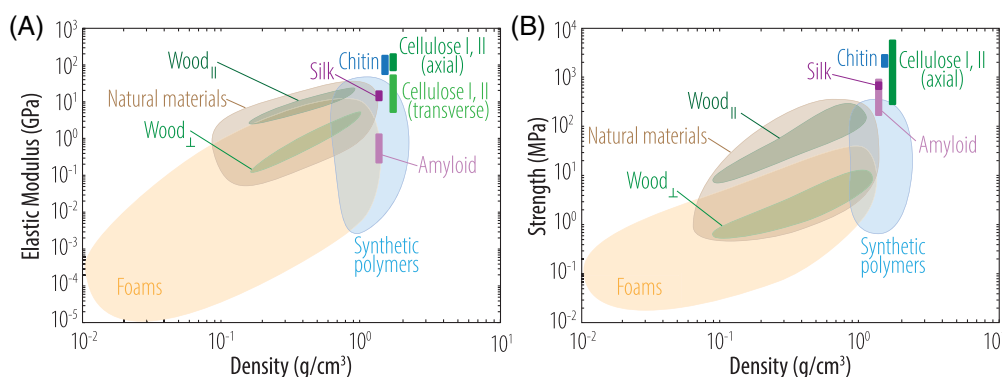 (A)
Elastic Modulus (GPa)
10³
10²
10¹
10⁰
10⁻¹
10⁻²
10⁻³
10⁻⁴
10⁻⁵
10⁻²
10⁻¹
10⁰
10¹
Density (g/cm³)
Wood||
Natural materials
Wood⊥
Silk
Chitin
Cellulose I, II
(axial)
Cellulose I, II
(transverse)
Amyloid
Synthetic
polymers
Foams
(B)
Strength (MPa)
10⁴
10³
10²
10¹
10⁰
10⁻¹
10⁻²
10⁻²
10⁻¹
10⁰
10
Density (g/cm³)
Chitin
Silk
Cellulose I, II
(axial)
Wood||
Natural materials
Amyloid
Wood⊥
Synthetic
polymers
Foams